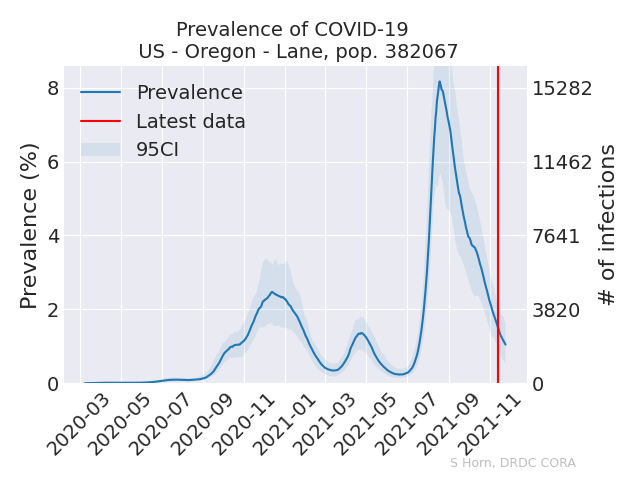 Prevalence of COVID-19
US - Oregon - Lane, pop. 382067
Prevalence
Latest data
95CI
Prevalence (%)
8
6
4
2
0
15282
11462
7641
3820
0
# of infections
2020-03
2020-05
2020-07
2020-09
2020-11
2021-01
2021-03
2021-05
2021-07
2021-09
2021-11
S Horn, DRDC CORA